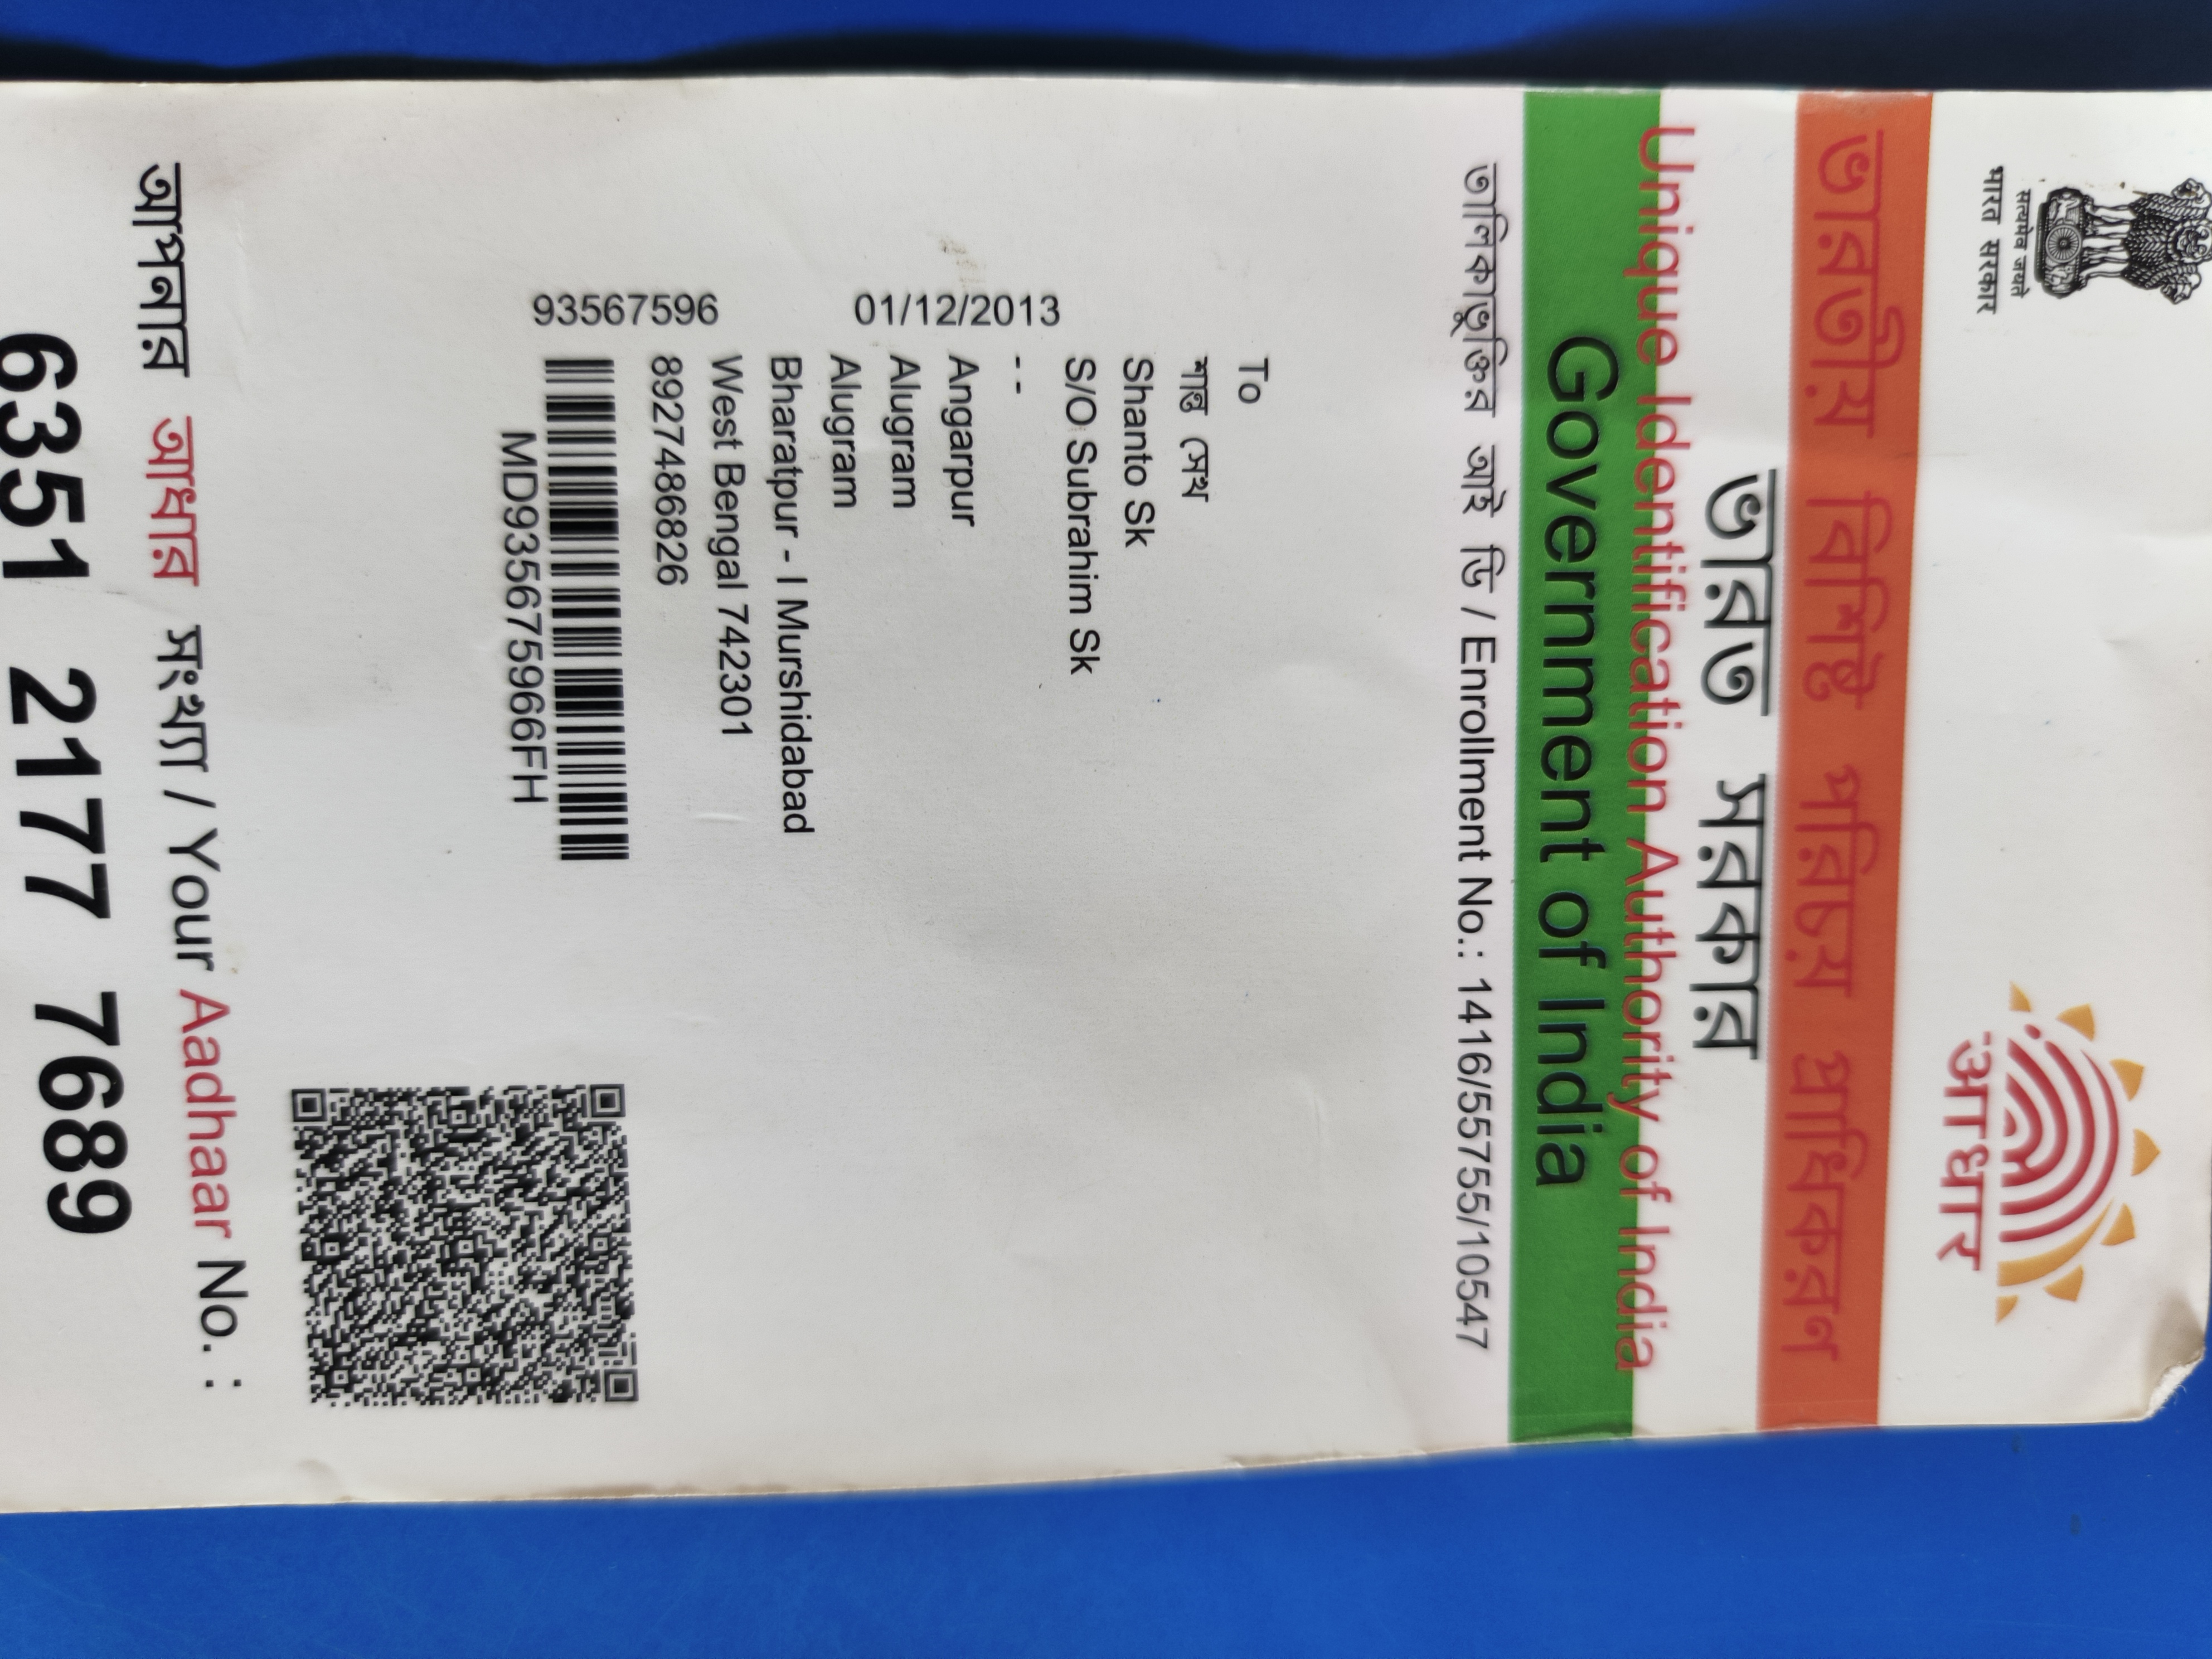 सत्यमेव जयते
भारत सरकार
आधार
ভারতীয় বিশিষ্ট পরিচয় প্রাধিকরণ
ভারত সরকার
Unique Identification Authority of India
Government of India
তালিকাভুক্তির আই ডি / Enrollment No.: 1416/55755/10547
To
শান্ত সেখ
Shanto Sk
S/O Subrahim Sk
- -
Angarpur
Alugram
Alugram
Bharatpur - I Murshidabad
West Bengal 742301
8927486826
01/12/2013
93567596
MD935675966FH
আপনার আধার সংখ্যা / Your Aadhaar No. :
6351 2177 7689